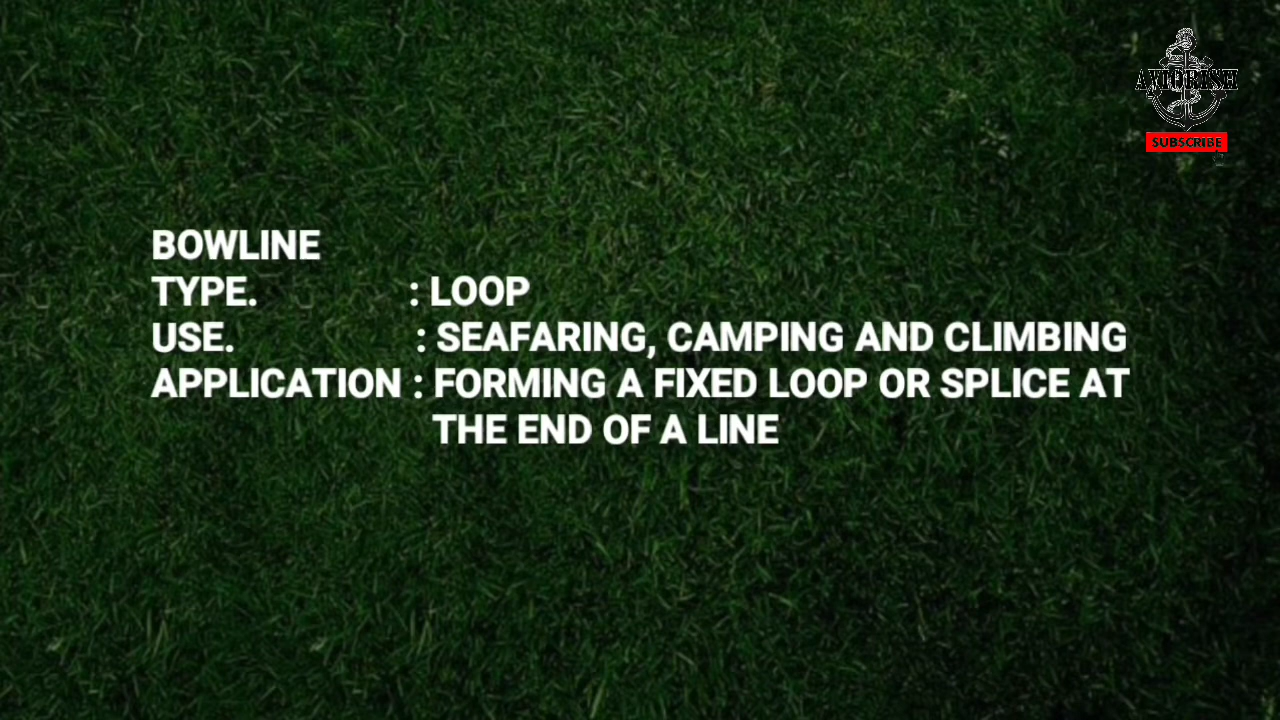 SUBSCRIBE
BOWLINE
TYPE. : LOOP
USE. : SEAFARING, CAMPING AND CLIMBING
APPLICATION : FORMING A FIXED LOOP OR SPLICE AT
THE END OF A LINE